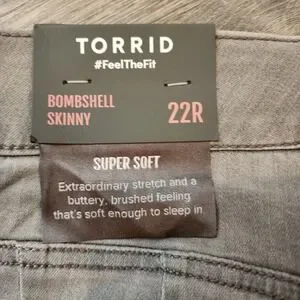 TORRID
#FeelTheFit
BOMBSHELL
SKINNY
22R
SUPER SOFT
Extraordinary stretch and a
buttery, brushed feeling
that's soft enough to sleep in